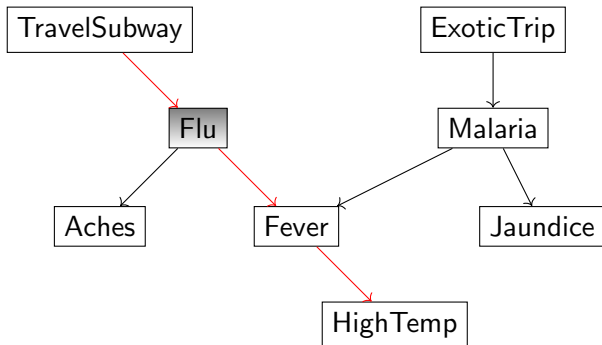 TravelSubway
ExoticTrip
Flu
Malaria
Aches
Fever
Jaundice
HighTemp